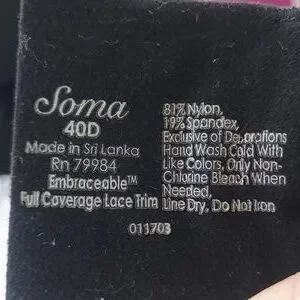 Soma
40D
Made in Sri Lanka
Rn 79984
Embraceable™
Full Coverage Lace Trim
81% Nylon,
19% Spandex,
Exclusive of Decorations
Hand Wash Cold With
Like Colors, Only Non-
Chlorine Bleach When
Needed,
Line Dry, Do Not Iron
011703